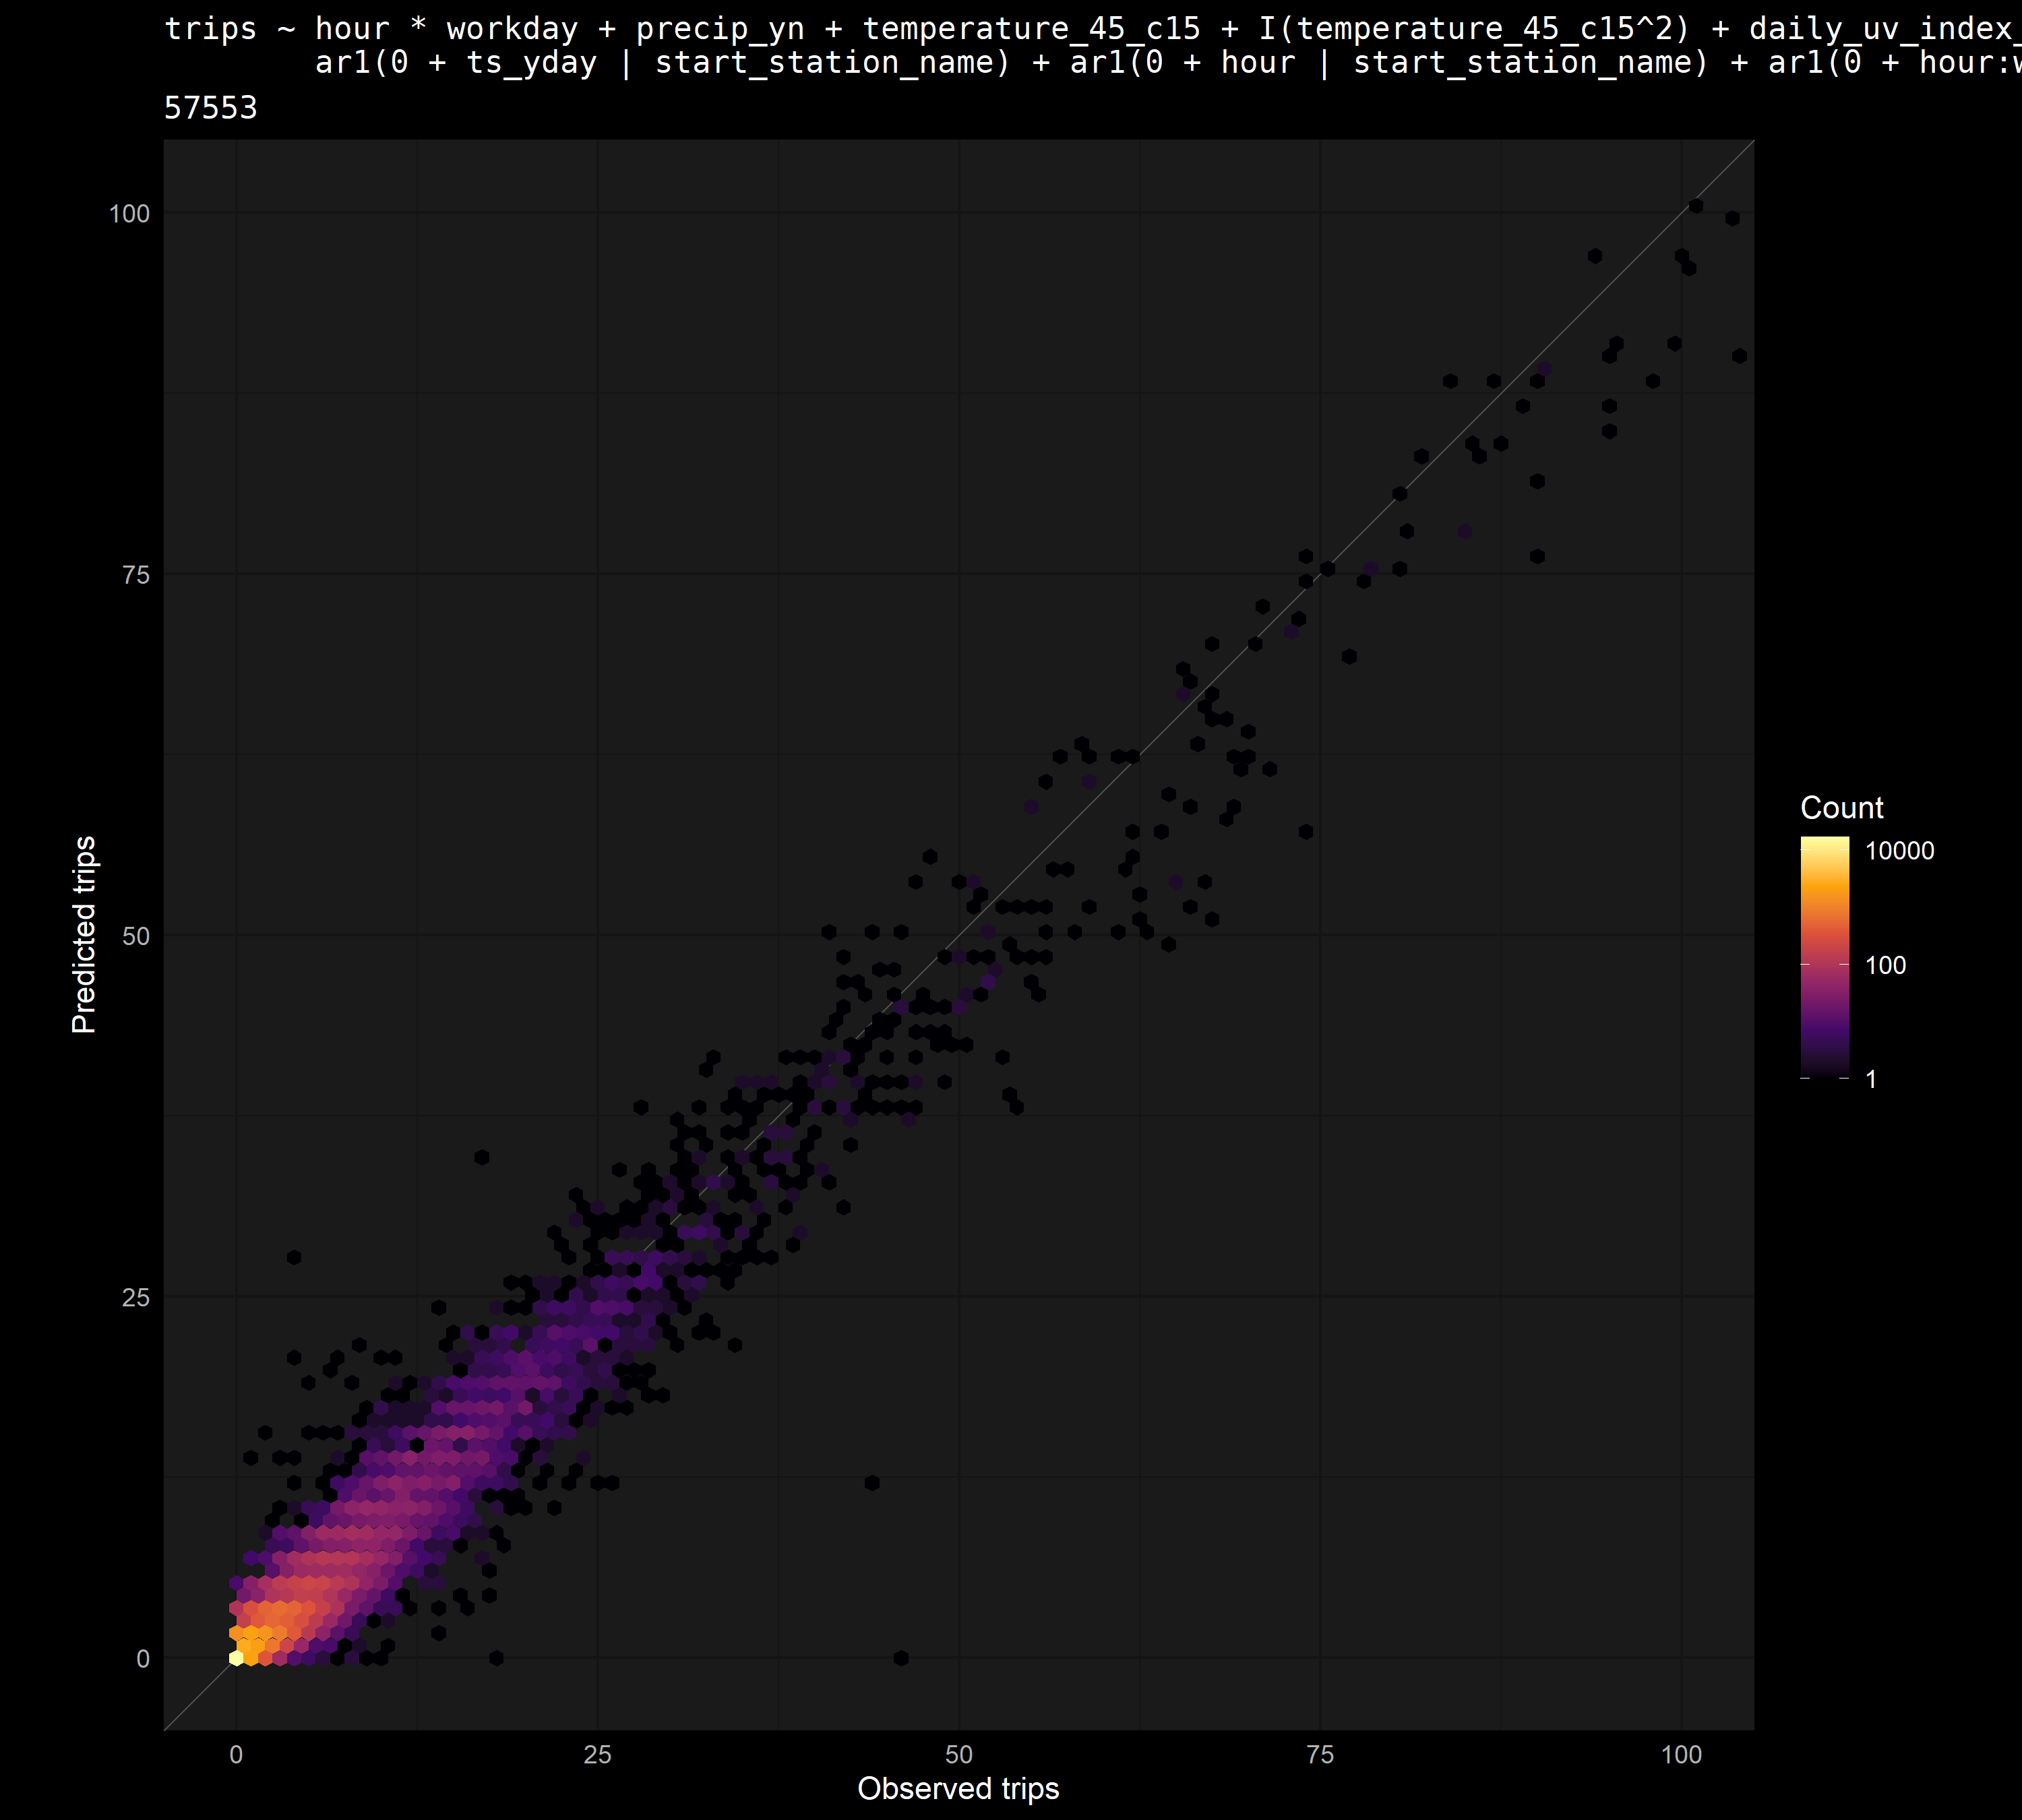 trips ~ hour * workday + precip_yn + temperature_45_c15 + I(temperature_45_c15^2) + daily_uv_index_
ar1(0 + ts_yday | start_station_name) + ar1(0 + hour | start_station_name) + ar1(0 + hour:w
57553
100
75
50
25
0
Predicted trips
0
25
50
75
100
Observed trips
Count
10000
100
1